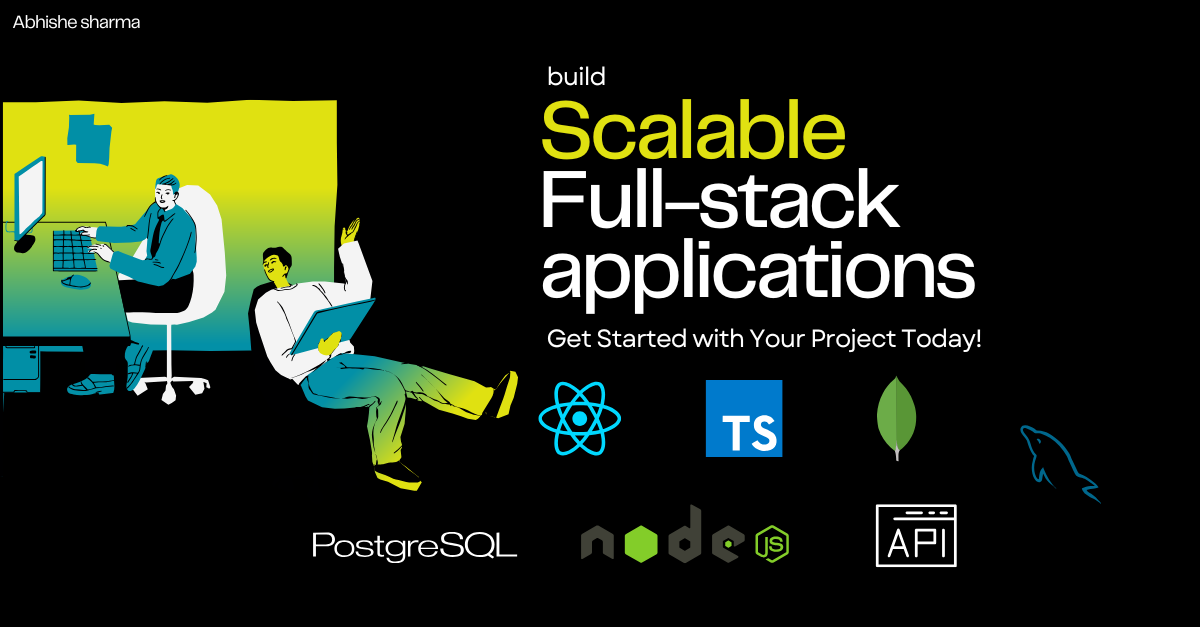 Abhishe sharma
build
Scalable
Full-stack
applications
Get Started with Your Project Today!
TS
PostgreSQL
node
JS
API